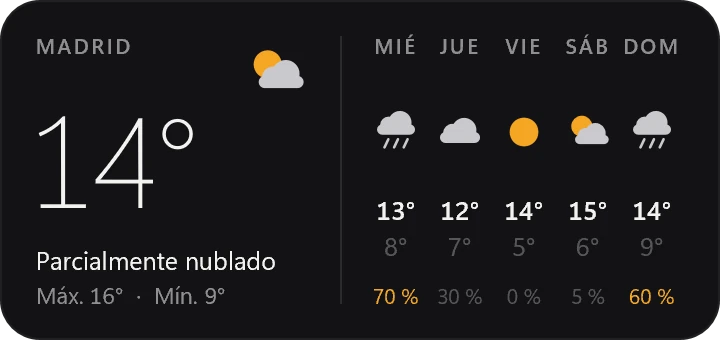 MADRID
14°
Parcialmente nublado
Máx. 16° · Mín. 9°
MIÉ JUE VIE SÁB DOM
13° 12° 14° 15° 14°
8° 7° 5° 6° 9°
70 % 30 % 0 % 5 % 60 %